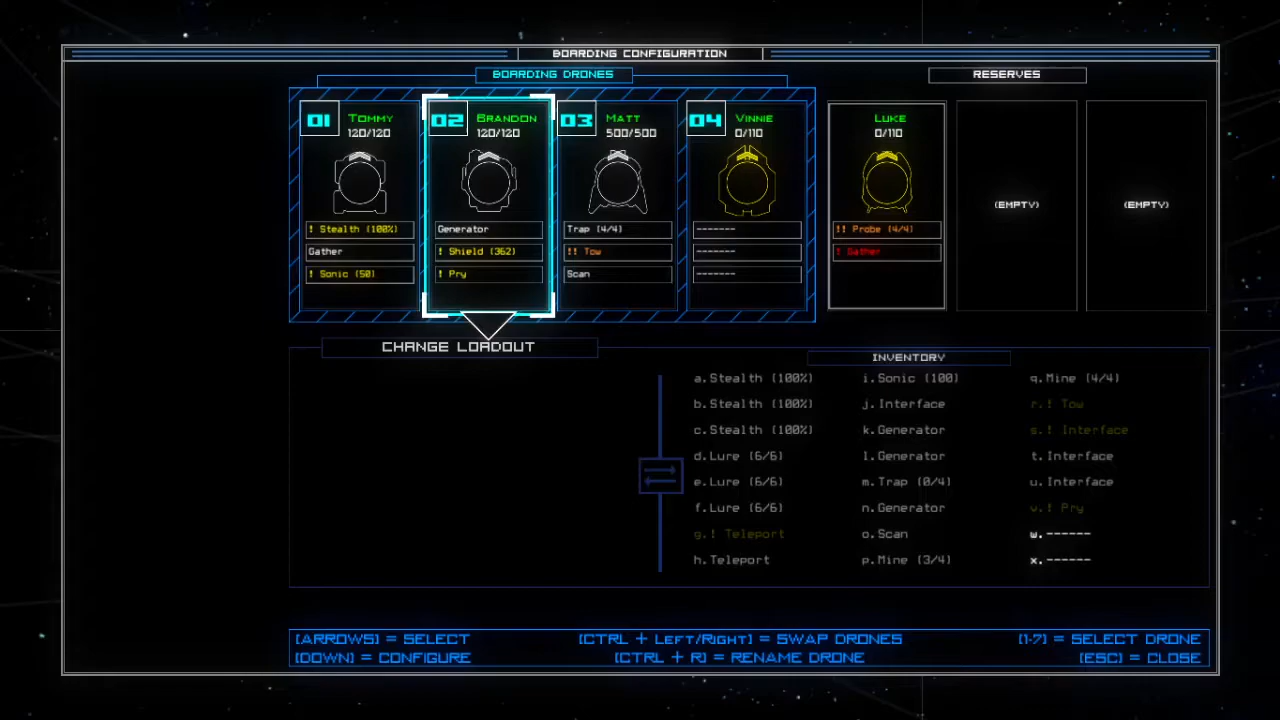 BOARDING CONFIGURATION
BOARDING DRONES
RESERVES
01 TOMMY
120/120
! Stealth (100%)
Gather
! Sonic (50)
02 BRANDON
120/120
Generator
! Shield (362)
! Pry
03 MATT
500/500
Trap (4/4)
!! Tow
Scan
04 VINNIE
0/110
-------
-------
-------
LUKE
0/110
!! Probe (4/4)
! Gather
(EMPTY)
(EMPTY)
CHANGE LOADOUT
INVENTORY
a.Stealth (100%)
b.Stealth (100%)
c.Stealth (100%)
d.Lure (6/6)
e.Lure (6/6)
f.Lure (6/6)
g.! Teleport
h.Teleport
i.Sonic (100)
j.Interface
k.Generator
l.Generator
m.Trap (0/4)
n.Generator
o.Scan
p.Mine (3/4)
q.Mine (4/4)
r.! Tow
s.! Interface
t.Interface
u.Interface
v.! Pry
w.------
x.------
[ARROWS] = SELECT
[CTRL + LEFT/RIGHT] = SWAP DRONES
[1-7] = SELECT DRONE
[DOWN] = CONFIGURE
[CTRL + R] = RENAME DRONE
[ESC] = CLOSE